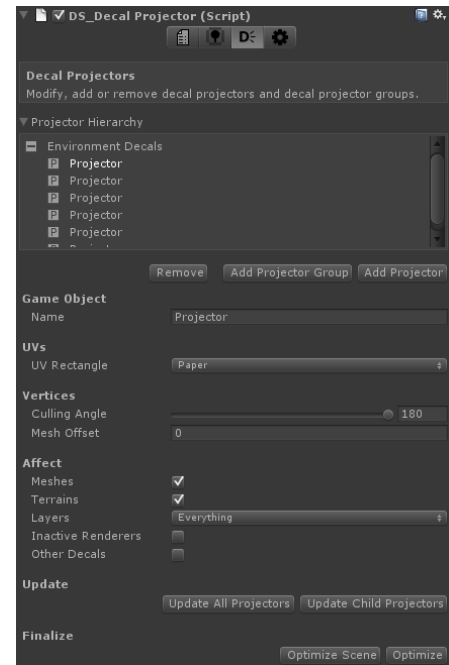 DS_Decal Projector (Script)
D
Decal Projectors
Modify, add or remove decal projectors and decal projector groups.
Projector Hierarchy
Environment Decals
P Projector
P Projector
P Projector
P Projector
P Projector
Remove Add Projector Group Add Projector
Game Object
Name Projector
UVs
UV Rectangle Paper
Vertices
Culling Angle 180
Mesh Offset 0
Affect
Meshes
Terrains
Layers Everything
Inactive Renderers
Other Decals
Update
Update All Projectors Update Child Projectors
Finalize
Optimize Scene Optimize